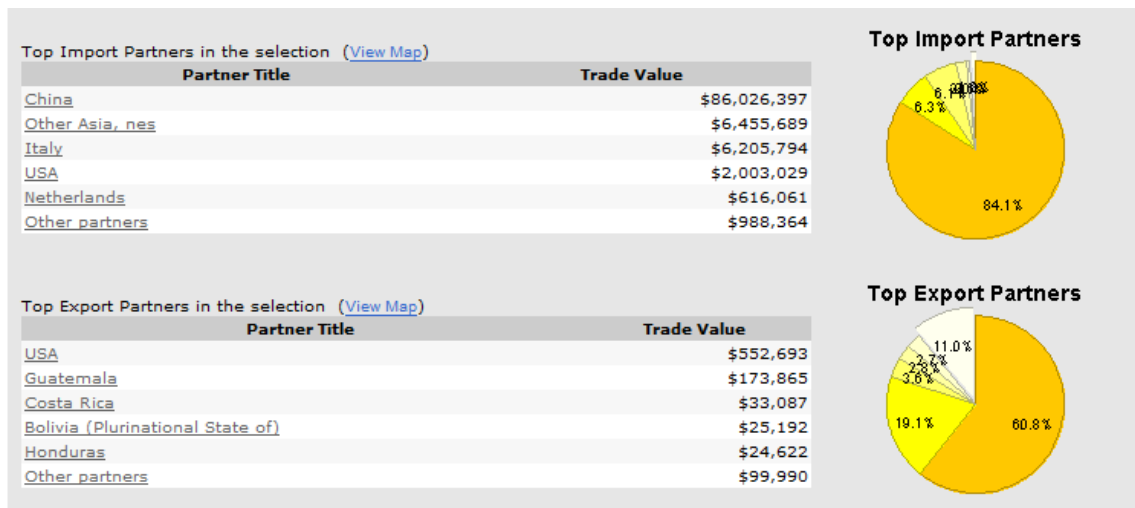 Top Import Partners in the selection (View Map)
Partner Title Trade Value
China $86,026,397
Other Asia, nes $6,455,689
Italy $6,205,794
USA $2,003,029
Netherlands $616,061
Other partners $988,364
Top Import Partners
6.3%
84.1%
Top Export Partners in the selection (View Map)
Partner Title Trade Value
USA $552,693
Guatemala $173,865
Costa Rica $33,087
Bolivia (Plurinational State of) $25,192
Honduras $24,622
Other partners $99,990
Top Export Partners
11.0%
2.7%
2.8%
3.6%
19.1%
60.8%